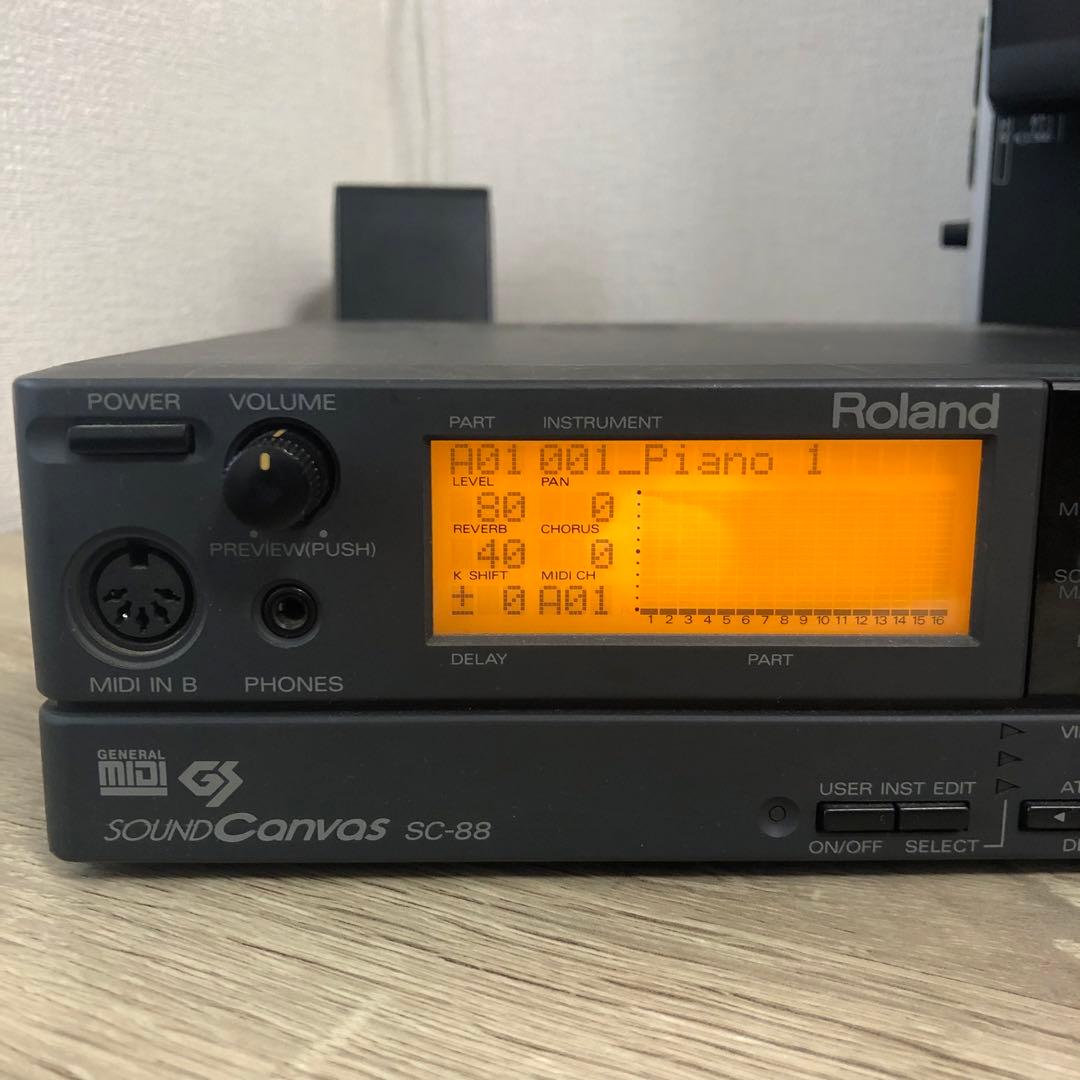 POWER
VOLUME
PREVIEW(PUSH)
MIDI IN B
PHONES
PART INSTRUMENT
Roland
A01 001_Piano 1
LEVEL PAN
80 0
REVERB CHORUS
40 0
K SHIFT MIDI CH
± 0 A01
1 2 3 4 5 6 7 8 9 10 11 12 13 14 15 16
DELAY PART
GENERAL
MIDI GS
SOUND Canvas SC-88
USER INST EDIT
ON/OFF SELECT